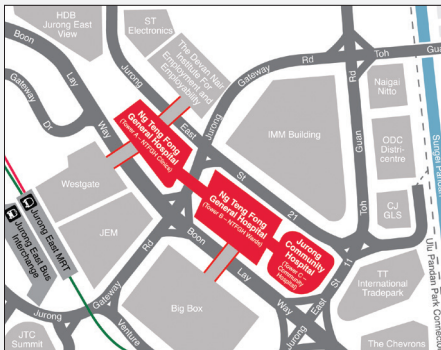 HDB
Jurong East
View
ST
Electronics
The Devan Nair
Institute For
Employment and
Employability
Boon
Lay
Way
Gateway
Dr
Jurong
East
St
21
Jurong
Gateway
Rd
Toh
Guan
Rd
Guan
Toh
Naigai
Nitto
ODC
Distri-
centre
CJ
GLS
IMM Building
Ng Teng Fong
General Hospital
(Tower A – NTFGH Clinics)
Ng Teng Fong
General Hospital
(Tower B – NTFGH Wards)
Jurong
Community
Hospital
(Tower C –
Community
Hospital)
Westgate
JEM
Jurong East MRT
Jurong East Bus
Interchange
Boon
Lay
Way
Jurong
Gateway
Rd
Big Box
Venture
JTC
Summit
Jurong
East
St
11
TT
International
Tradepark
The Chevrons
Sungei Pandan
Ulu Pandan Park Connector